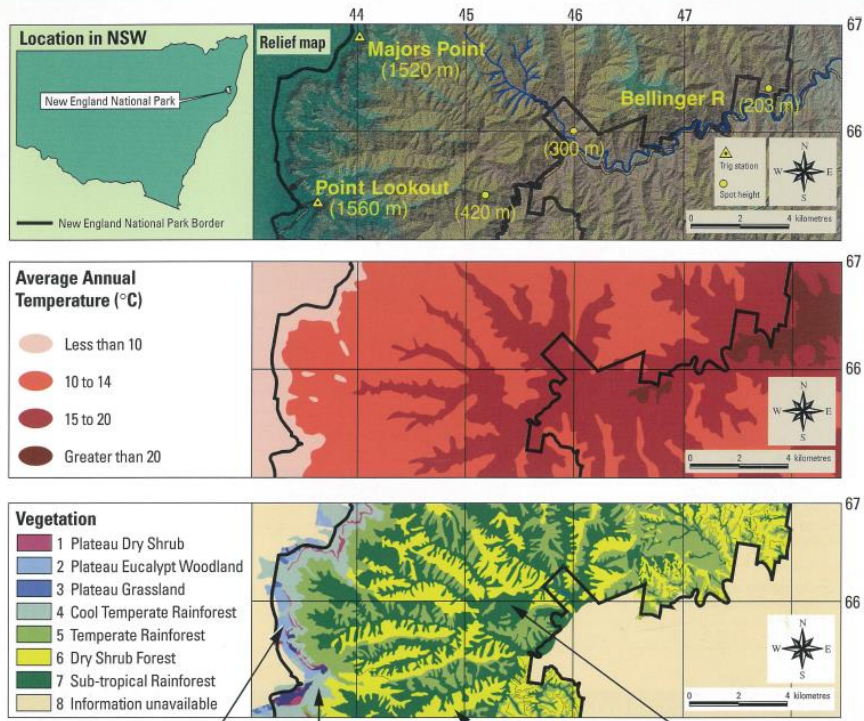 44 45 46 47
67
Location in NSW
New England National Park
New England National Park Border
Relief map
Majors Point
(1520 m)
Bellinger R
(203 m)
66
(300 m)
Point Lookout
(1560 m)
(420 m)
Trig station
Spot height
N
W E
S
0 2 4 kilometres
67
Average Annual
Temperature (°C)
Less than 10
10 to 14
15 to 20
Greater than 20
66
N
W E
S
0 2 4 kilometres
44 45 46 47
67
Vegetation
1 Plateau Dry Shrub
2 Plateau Eucalypt Woodland
3 Plateau Grassland
4 Cool Temperate Rainforest
5 Temperate Rainforest
6 Dry Shrub Forest
7 Sub-tropical Rainforest
8 Information unavailable
66
N
W E
S
0 2 4 kilometres